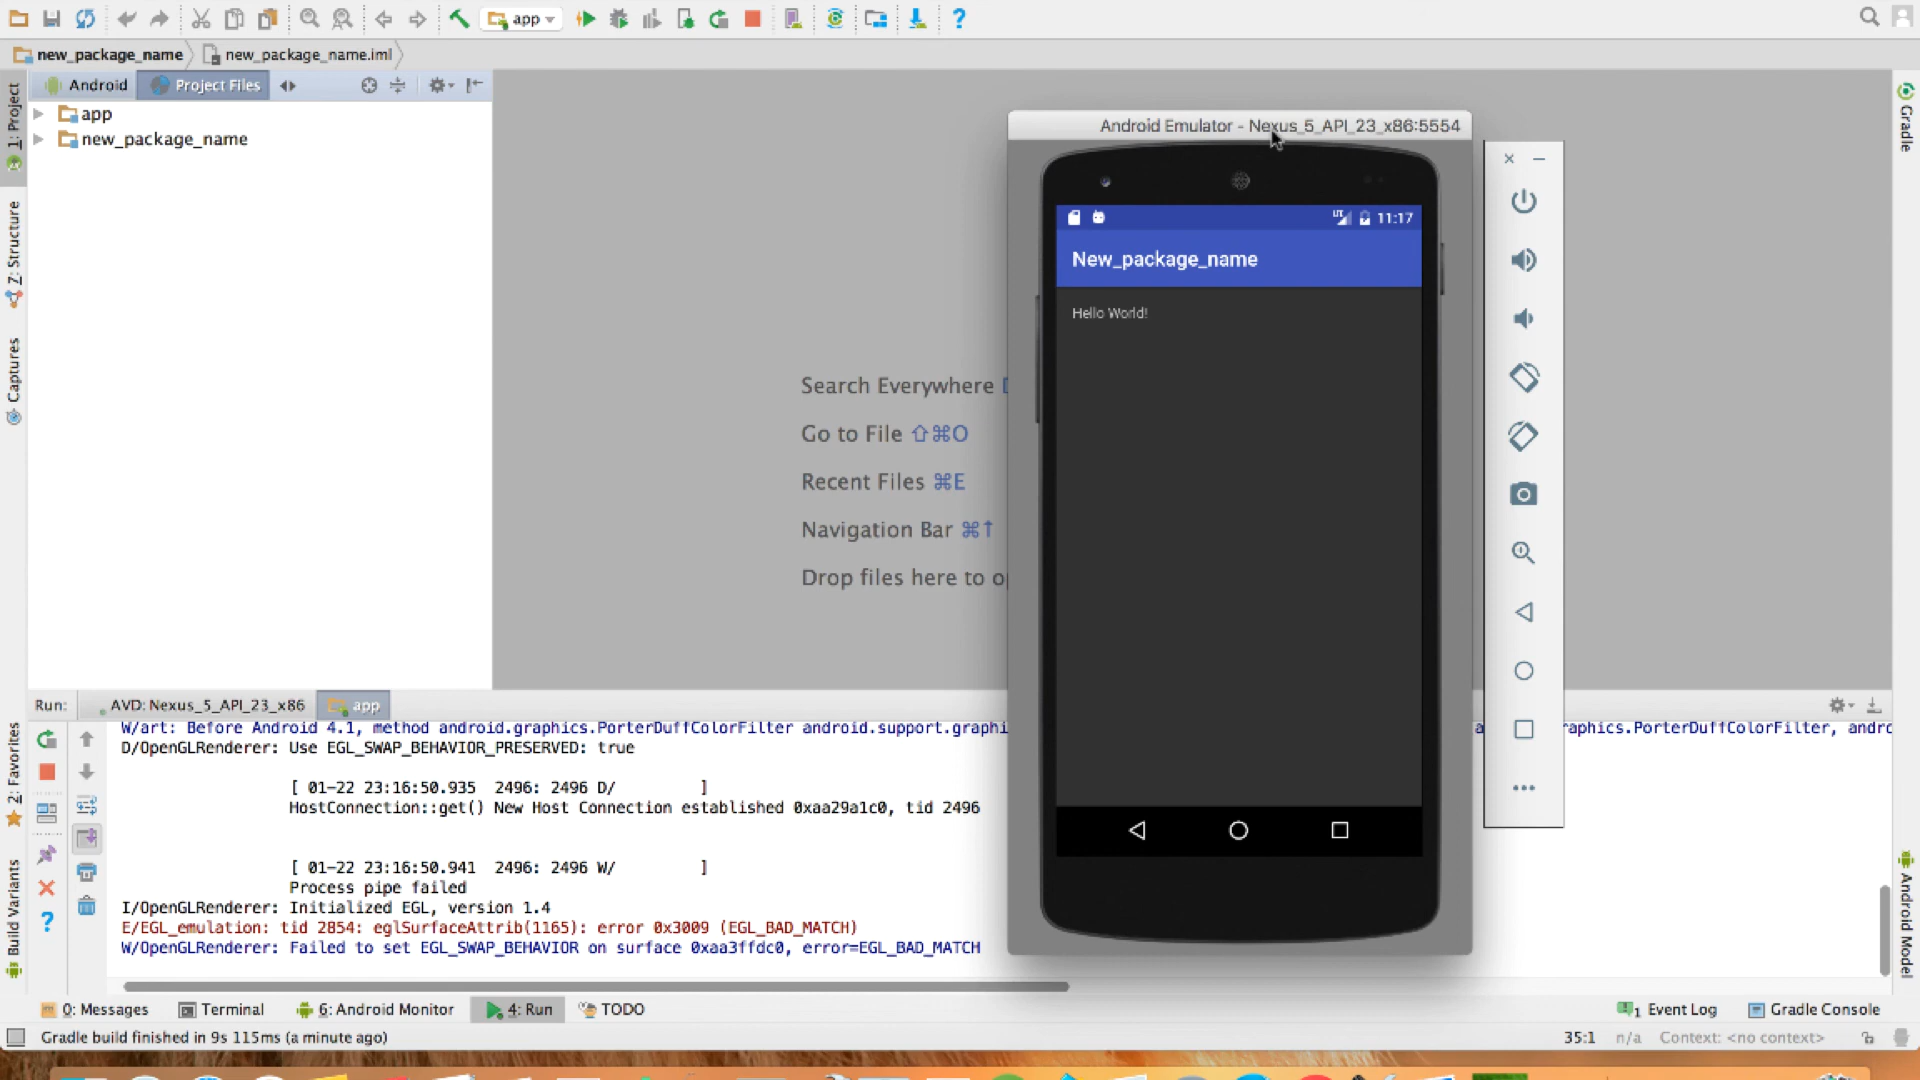 app
new_package_name
new_package_name.iml
Android
Project Files
app
new_package_name
1: Project
Z: Structure
Captures
2: Favorites
Build Variants
Gradle
Android Model
Search Everywhere
Go to File ⇧⌘O
Recent Files ⌘E
Navigation Bar ⌘↑
Drop files here to
Android Emulator - Nexus_5_API_23_x86:5554
11:17
New_package_name
Hello World!
Run:
AVD: Nexus_5_API_23_x86
app
W/art: Before Android 4.1, method android.graphics.PorterDuffColorFilter android.support.graphi
raphics.PorterDuffColorFilter, andro
D/OpenGLRenderer: Use EGL_SWAP_BEHAVIOR_PRESERVED: true
[ 01-22 23:16:50.935 2496: 2496 D/ ]
HostConnection::get() New Host Connection established 0xaa29a1c0, tid 2496
[ 01-22 23:16:50.941 2496: 2496 W/ ]
Process pipe failed
I/OpenGLRenderer: Initialized EGL, version 1.4
E/EGL_emulation: tid 2854: eglSurfaceAttrib(1165): error 0x3009 (EGL_BAD_MATCH)
W/OpenGLRenderer: Failed to set EGL_SWAP_BEHAVIOR on surface 0xaa3ffdc0, error=EGL_BAD_MATCH
0: Messages
Terminal
6: Android Monitor
4: Run
TODO
1 Event Log
Gradle Console
Gradle build finished in 9s 115ms (a minute ago)
35:1
n/a
Context: <no context>